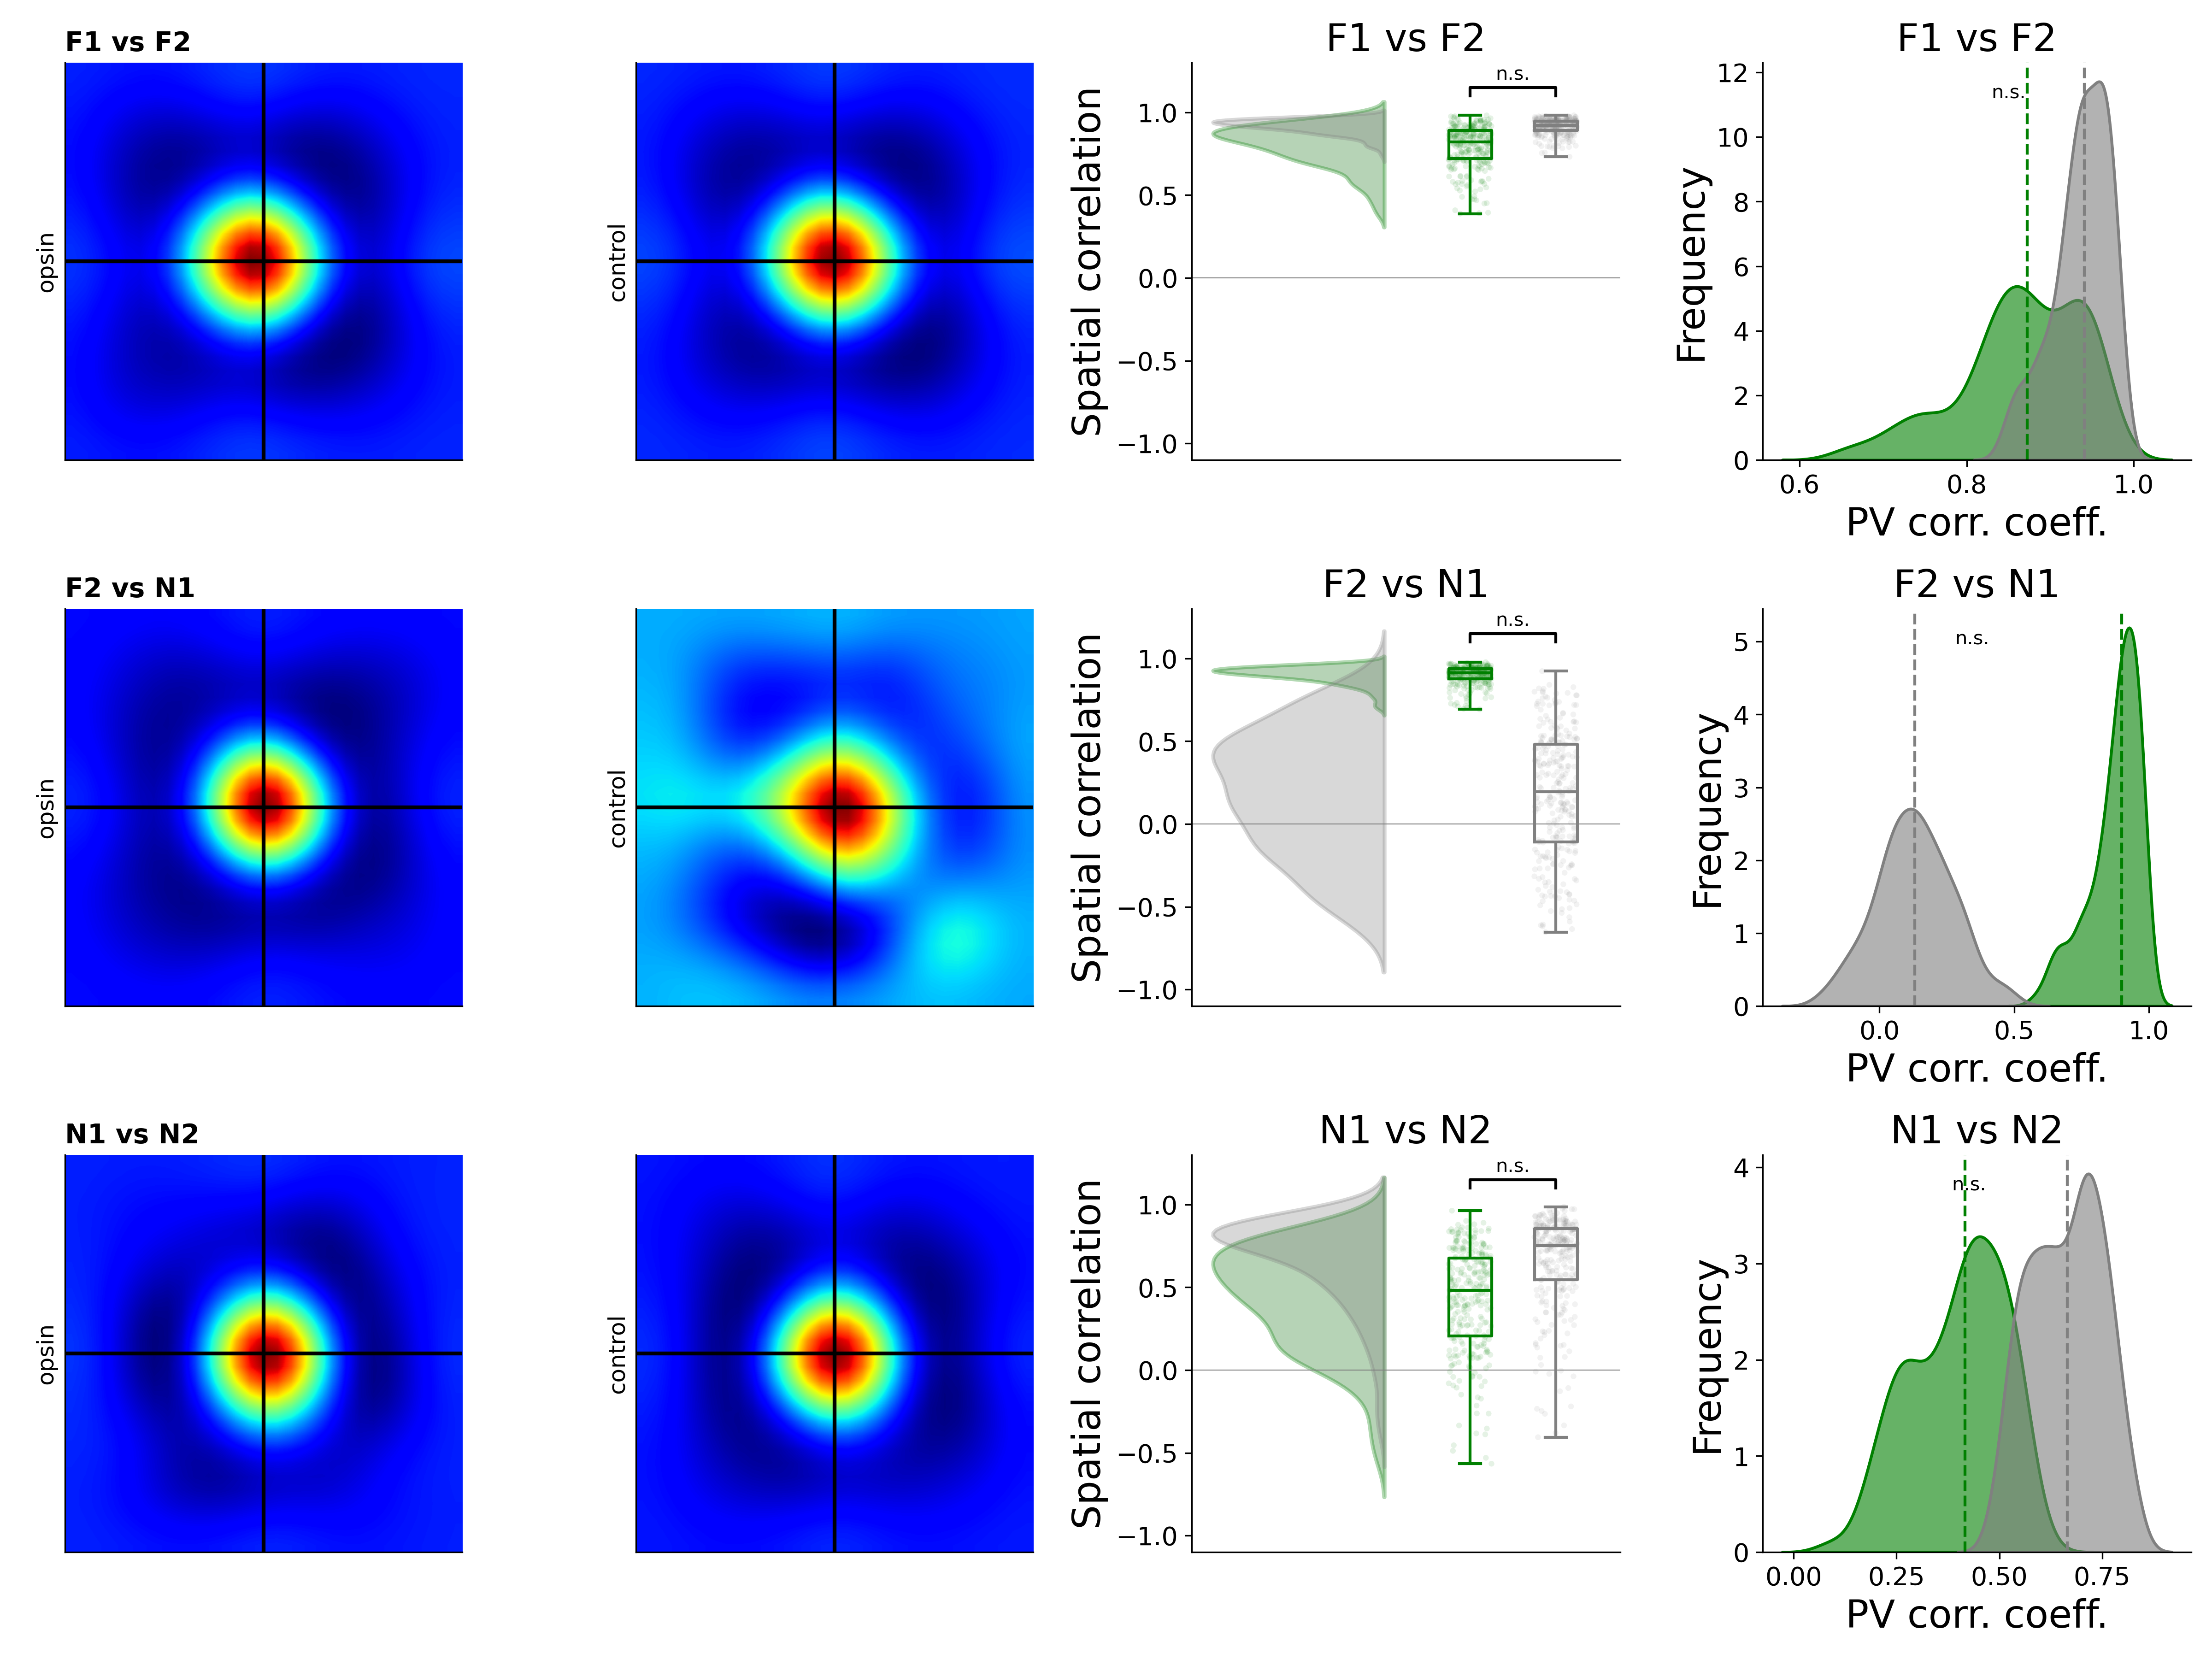 F1 vs F2
opsin
control
F1 vs F2
Spatial correlation
1.0
0.5
0.0
−0.5
−1.0
n.s.
F1 vs F2
Frequency
12
10
8
6
4
2
0
n.s.
0.6 0.8 1.0
PV corr. coeff.
F2 vs N1
opsin
control
F2 vs N1
Spatial correlation
1.0
0.5
0.0
−0.5
−1.0
n.s.
F2 vs N1
Frequency
5
4
3
2
1
0
n.s.
0.0 0.5 1.0
PV corr. coeff.
N1 vs N2
opsin
control
N1 vs N2
Spatial correlation
1.0
0.5
0.0
−0.5
−1.0
n.s.
N1 vs N2
Frequency
4
3
2
1
0
n.s.
0.00 0.25 0.50 0.75
PV corr. coeff.